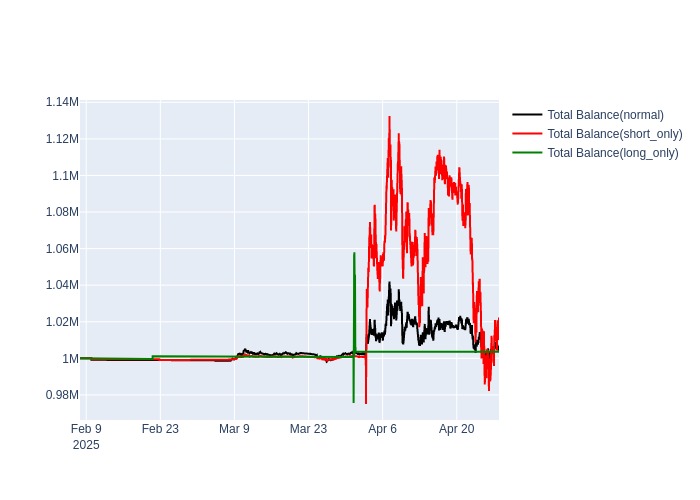 1.14M
1.12M
1.1M
1.08M
1.06M
1.04M
1.02M
1M
0.98M
Feb 9
2025
Feb 23
Mar 9
Mar 23
Apr 6
Apr 20
Total Balance(normal)
Total Balance(short_only)
Total Balance(long_only)